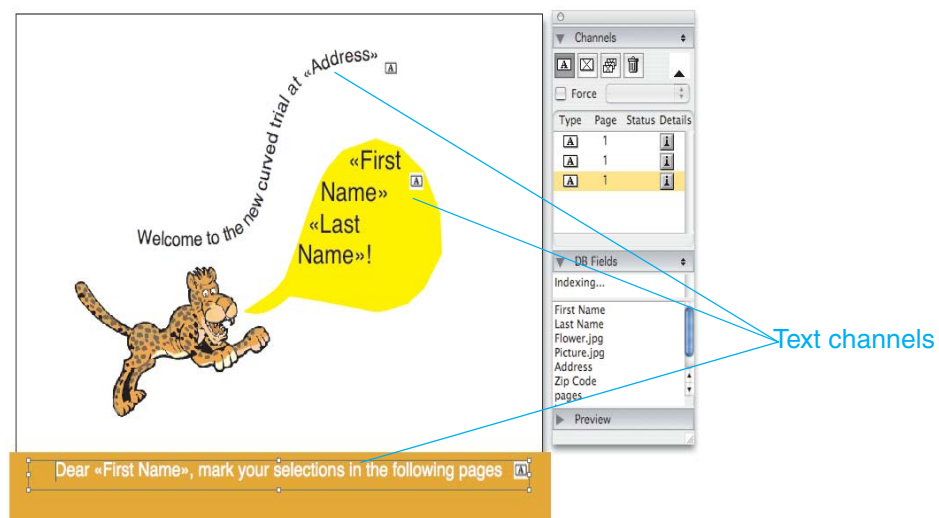 Welcome to the new curved trial at «Address»
A
«First
Name»
A
«Last
Name»!
Dear «First Name», mark your selections in the following pages
A
Channels
A
Force
Type Page Status Details
A 1 i
A 1 i
A 1 i
DB Fields
Indexing...
First Name
Last Name
Flower.jpg
Picture.jpg
Address
Zip Code
pages
Preview
Text channels